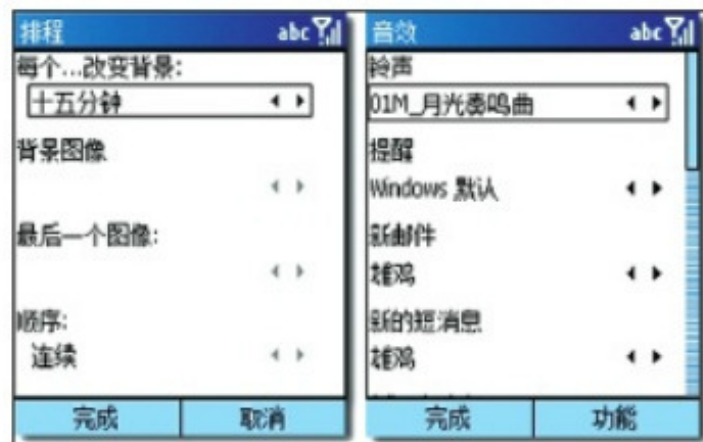 排程 abc
每个...改变背景:
十五分钟
背景图像
最后一个图像:
顺序:
连续
完成 取消
音效 abc
铃声
01M_月光奏鸣曲
提醒
Windows 默认
新邮件
雄鸡
新的短消息
雄鸡
完成 功能